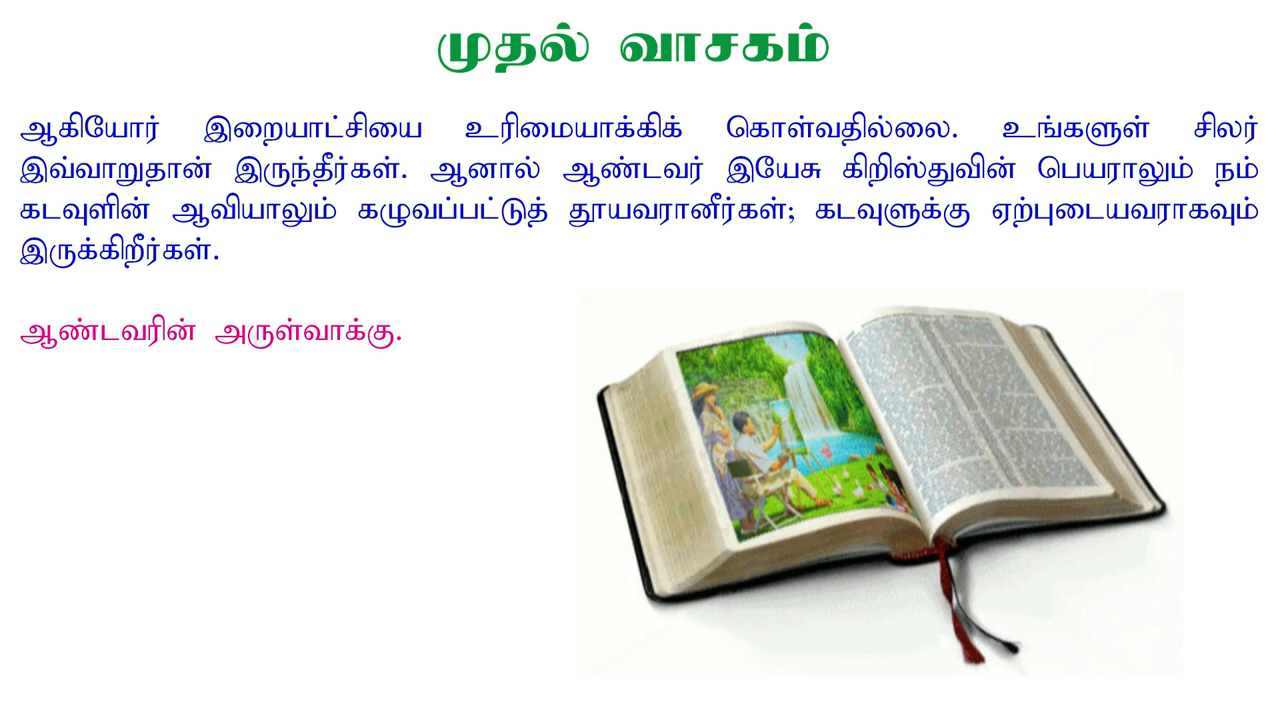 முதல் வாசகம்
ஆகியோர் இறையாட்சியை உரிமையாக்கிக் கொள்வதில்லை. உங்களுள் சிலர்
இவ்வாறுதான் இருந்தீர்கள். ஆனால் ஆண்டவர் இயேசு கிறிஸ்துவின் பெயராலும் நம்
கடவுளின் ஆவியாலும் கழுவப்பட்டுத் தூயவரானீர்கள்; கடவுளுக்கு ஏற்புடையவராகவும்
இருக்கிறீர்கள்.
ஆண்டவரின் அருள்வாக்கு.